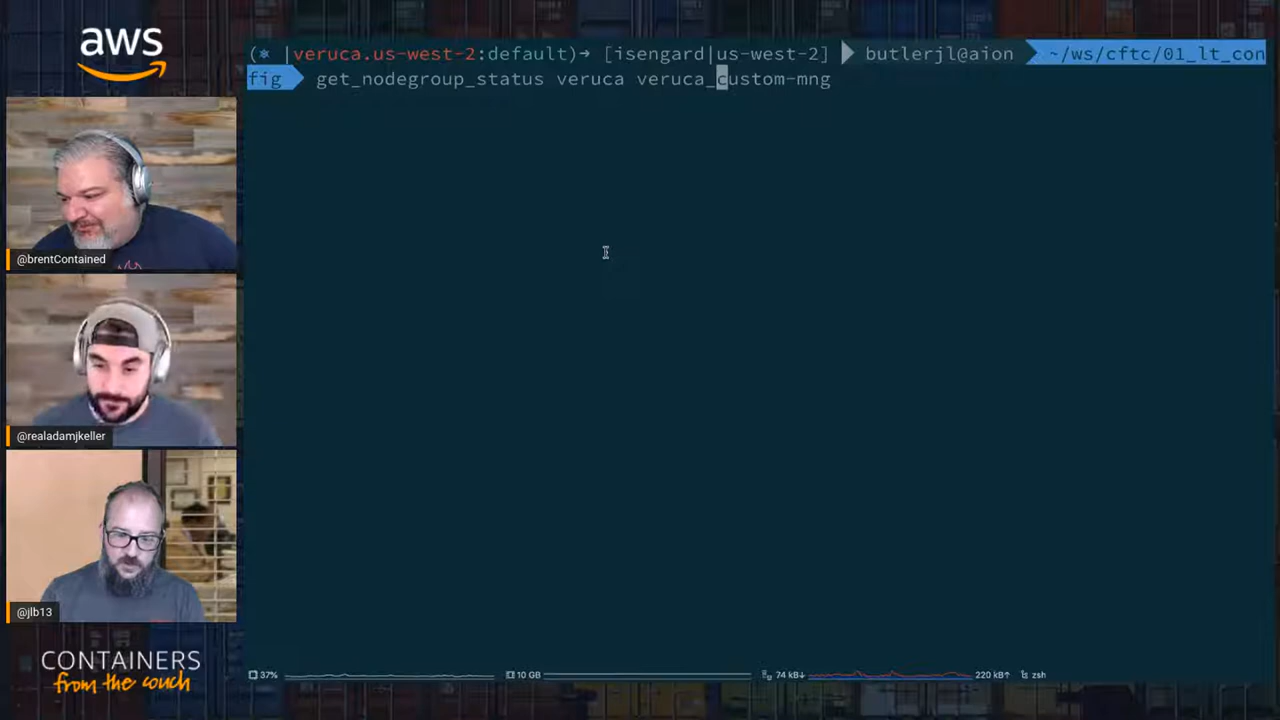 aws
(* |veruca.us-west-2:default)→ [isengard|us-west-2] butlerjl@aion ~/ws/cftc/01_lt_con
fig get_nodegroup_status veruca veruca_custom-mng
@brentContained
@realadamjkeller
@jlb13
CONTAINERS
from the couch
37% 10 GB 74 kB↓ 220 kB↑ zsh